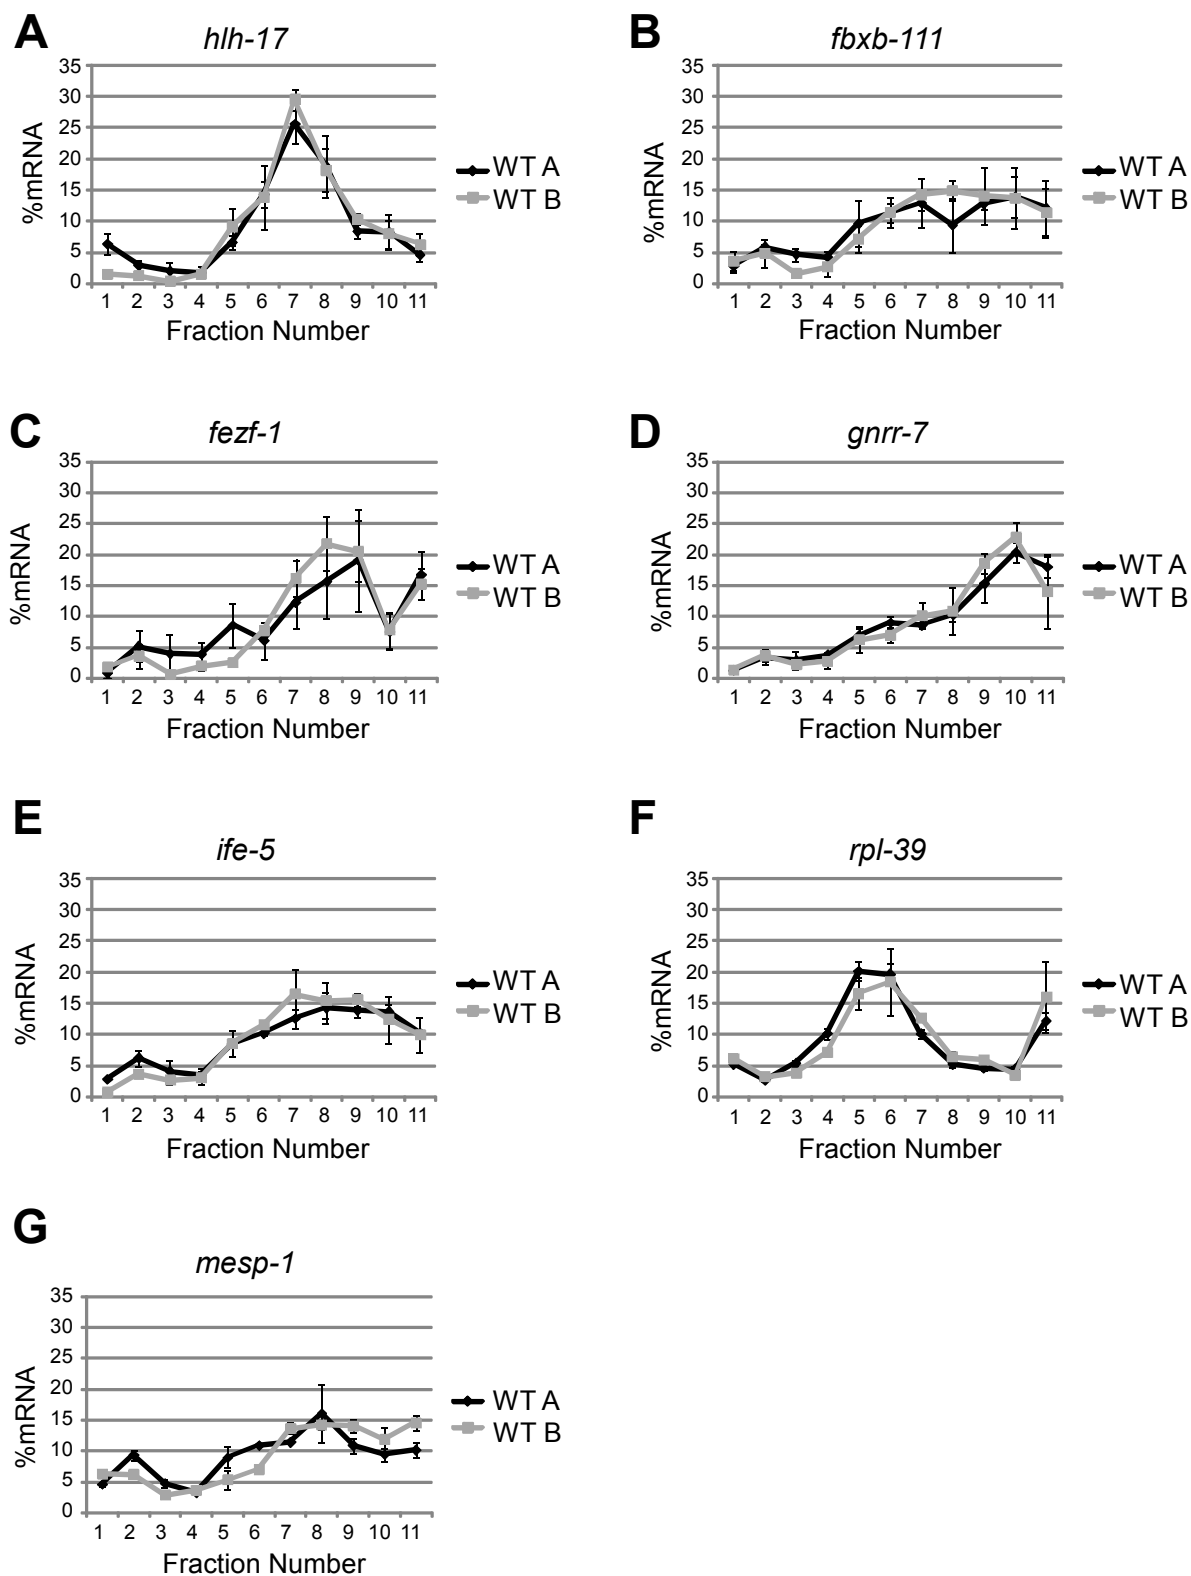 A
hlh-17
35
30
25
20
15
10
5
0
%mRNA
1 2 3 4 5 6 7 8 9 10 11
Fraction Number
WT A
WT B
B
fbxb-111
35
30
25
20
15
10
5
0
%mRNA
1 2 3 4 5 6 7 8 9 10 11
Fraction Number
WT A
WT B
C
fezf-1
35
30
25
20
15
10
5
0
%mRNA
1 2 3 4 5 6 7 8 9 10 11
Fraction Number
WT A
WT B
D
gnrr-7
35
30
25
20
15
10
5
0
%mRNA
1 2 3 4 5 6 7 8 9 10 11
Fraction Number
WT A
WT B
E
ife-5
35
30
25
20
15
10
5
0
%mRNA
1 2 3 4 5 6 7 8 9 10 11
Fraction Number
WT A
WT B
F
rpl-39
35
30
25
20
15
10
5
0
%mRNA
1 2 3 4 5 6 7 8 9 10 11
Fraction Number
WT A
WT B
G
mesp-1
35
30
25
20
15
10
5
0
%mRNA
1 2 3 4 5 6 7 8 9 10 11
Fraction Number
WT A
WT B